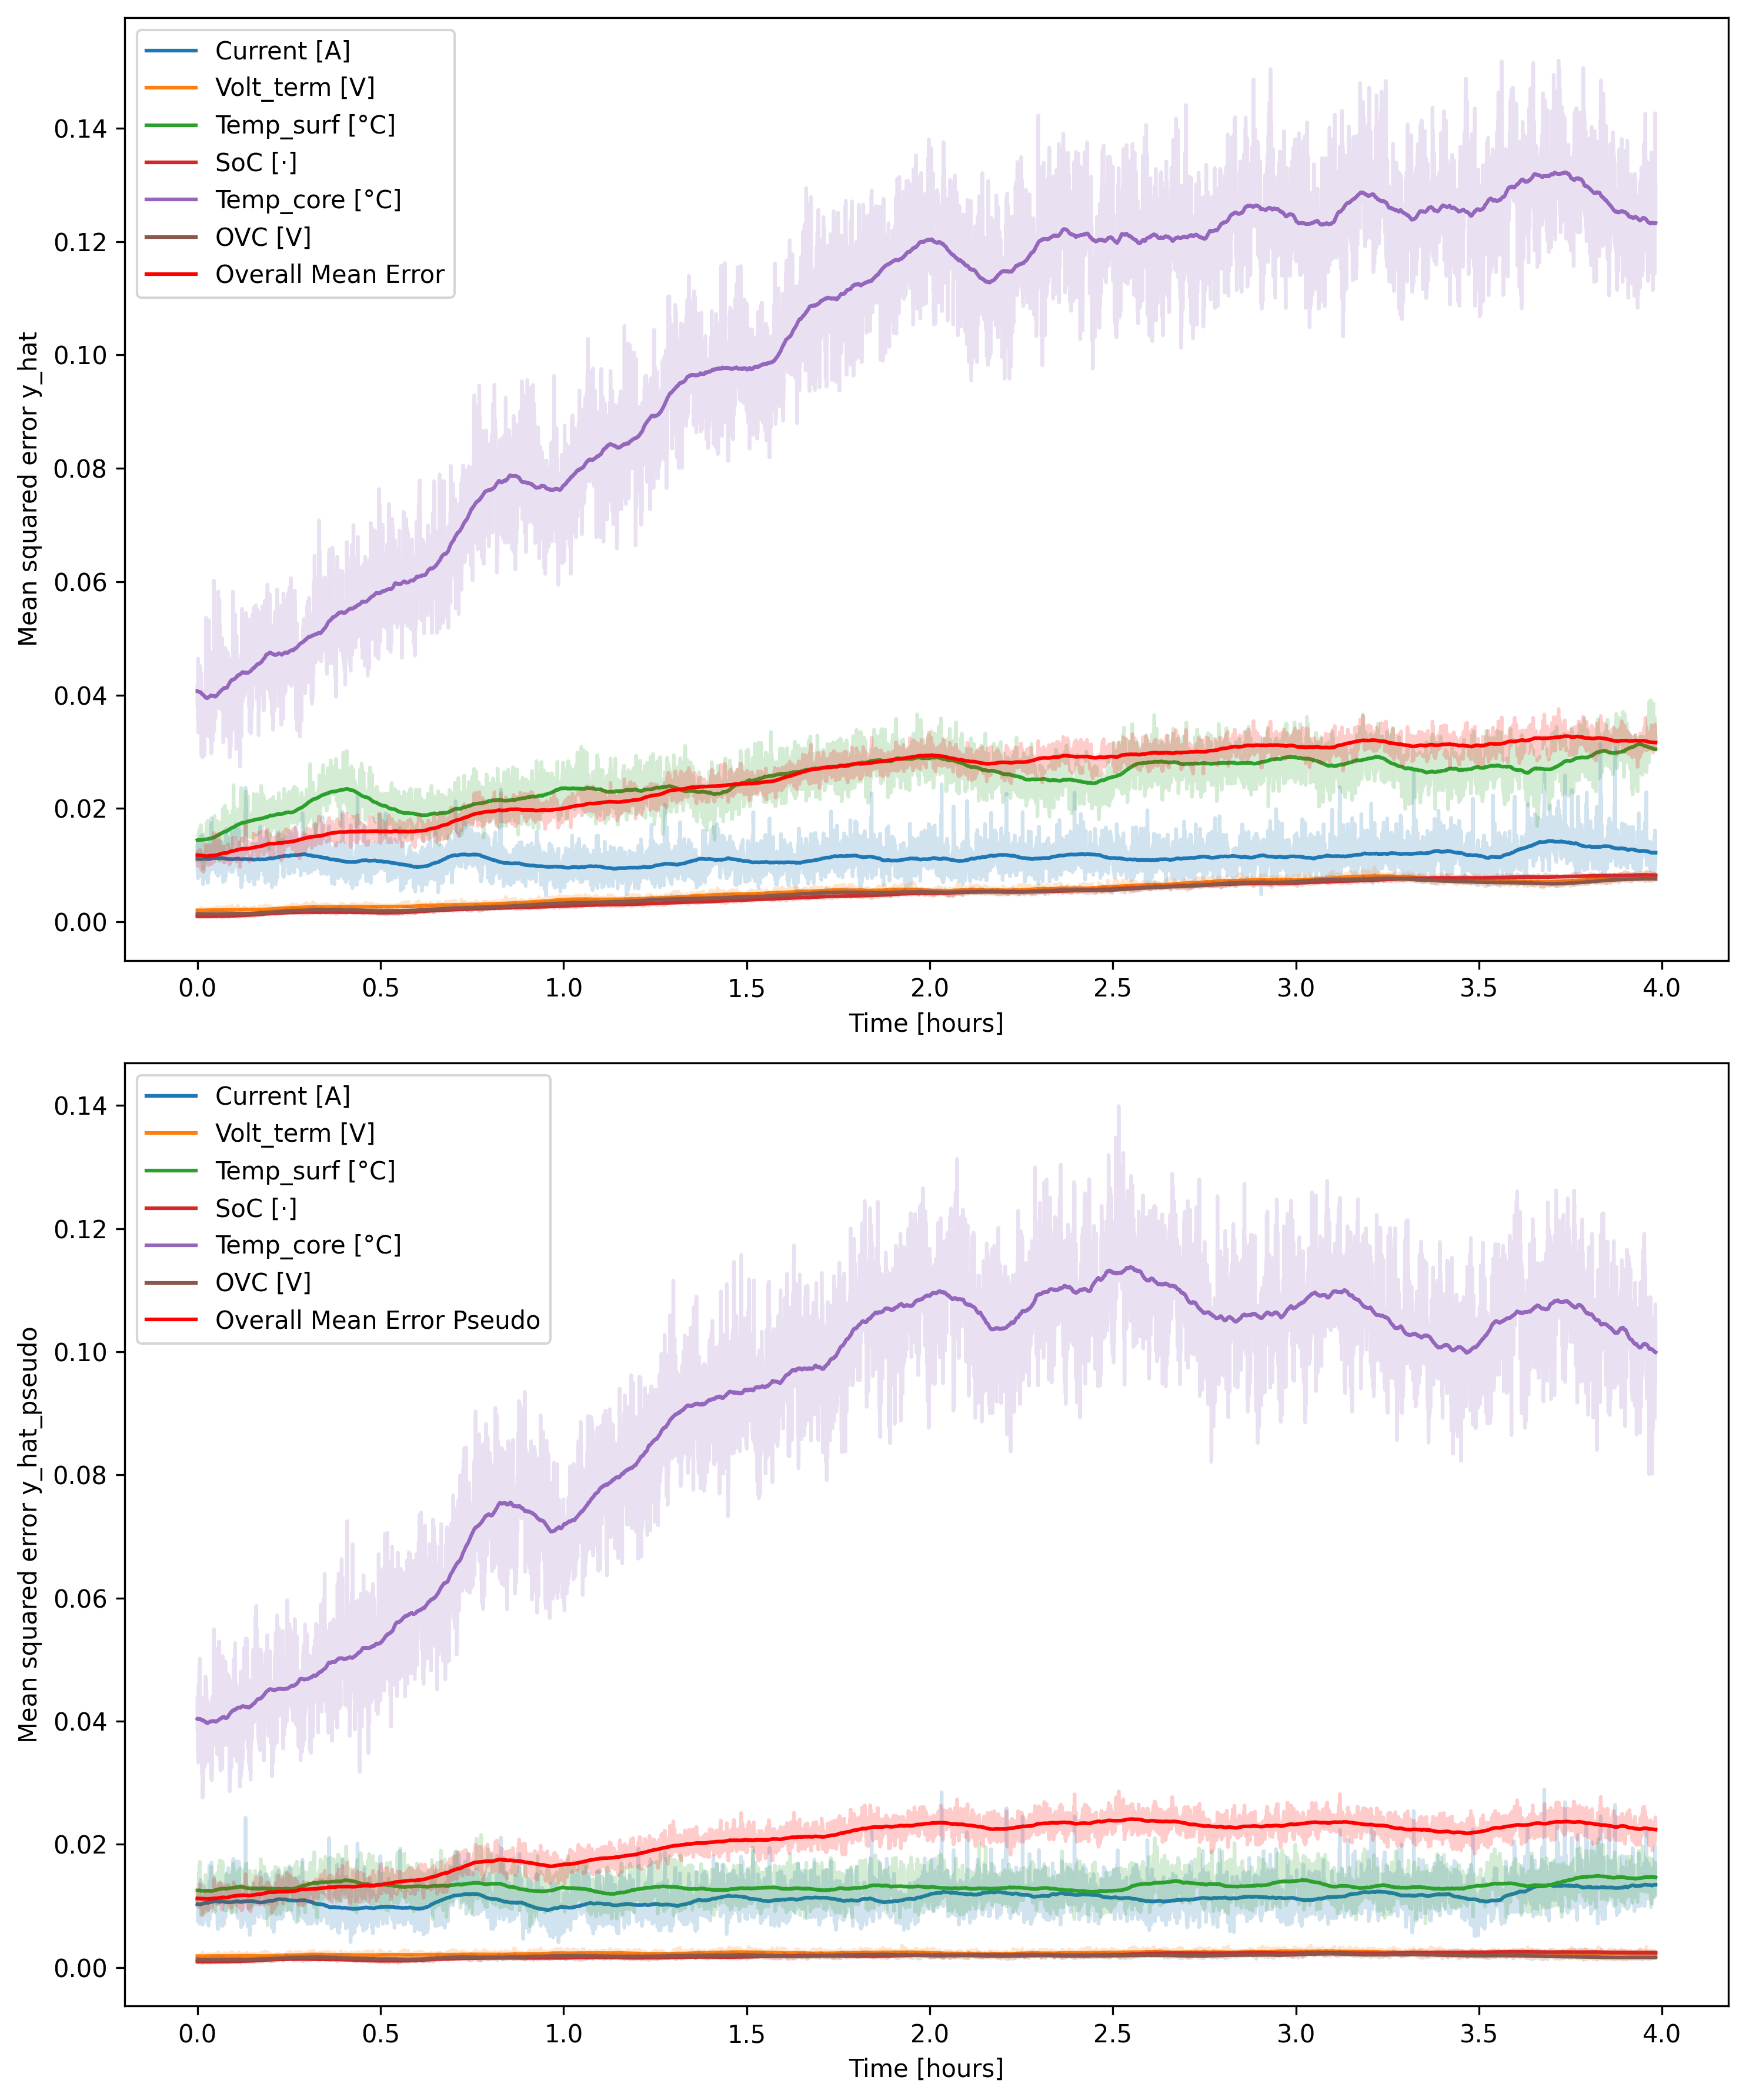 Current [A]
Volt_term [V]
Temp_surf [°C]
SoC [·]
Temp_core [°C]
OVC [V]
Overall Mean Error
Mean squared error y_hat
0.14
0.12
0.10
0.08
0.06
0.04
0.02
0.00
0.0 0.5 1.0 1.5 2.0 2.5 3.0 3.5 4.0
Time [hours]
Current [A]
Volt_term [V]
Temp_surf [°C]
SoC [·]
Temp_core [°C]
OVC [V]
Overall Mean Error Pseudo
Mean squared error y_hat_pseudo
0.14
0.12
0.10
0.08
0.06
0.04
0.02
0.00
0.0 0.5 1.0 1.5 2.0 2.5 3.0 3.5 4.0
Time [hours]